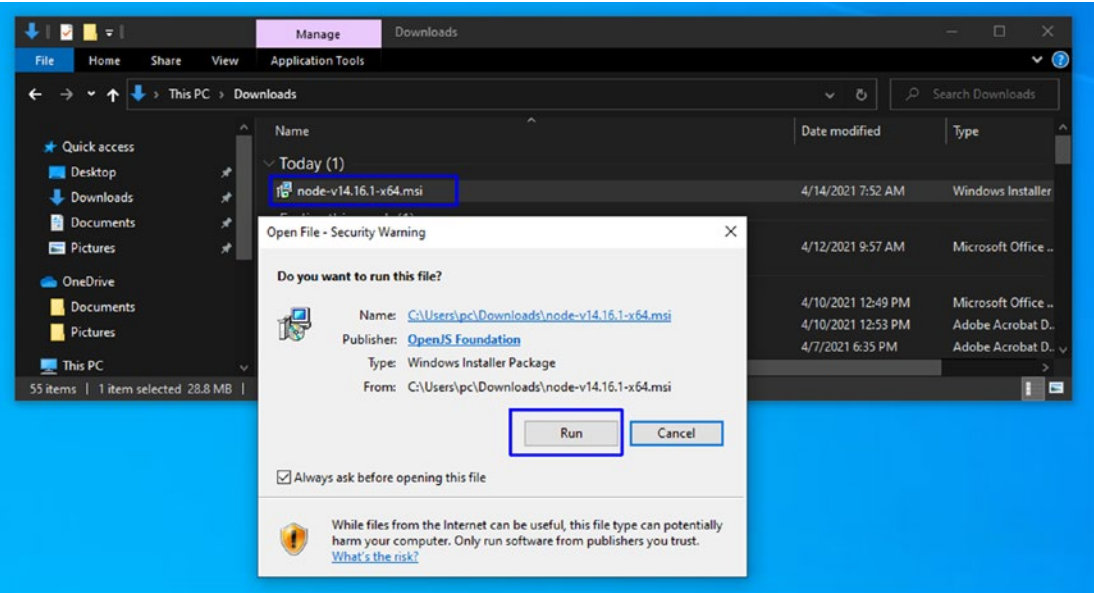 Manage Downloads
File Home Share View Application Tools
This PC Downloads Search Downloads
Name Date modified Type
Quick access
Today (1)
Desktop
node-v14.16.1-x64.msi 4/14/2021 7:52 AM Windows Installer
Downloads
Documents
Pictures
4/12/2021 9:57 AM Microsoft Office ..
OneDrive
Documents
4/10/2021 12:49 PM Microsoft Office ..
Pictures
4/10/2021 12:53 PM Adobe Acrobat D..
4/7/2021 6:35 PM Adobe Acrobat D..
This PC
55 items | 1 item selected 28.8 MB |
Open File - Security Warning
Do you want to run this file?
Name: C:\Users\pc\Downloads\node-v14.16.1-x64.msi
Publisher: OpenJS Foundation
Type: Windows Installer Package
From: C:\Users\pc\Downloads\node-v14.16.1-x64.msi
Run Cancel
Always ask before opening this file
While files from the Internet can be useful, this file type can potentially
harm your computer. Only run software from publishers you trust.
What's the risk?